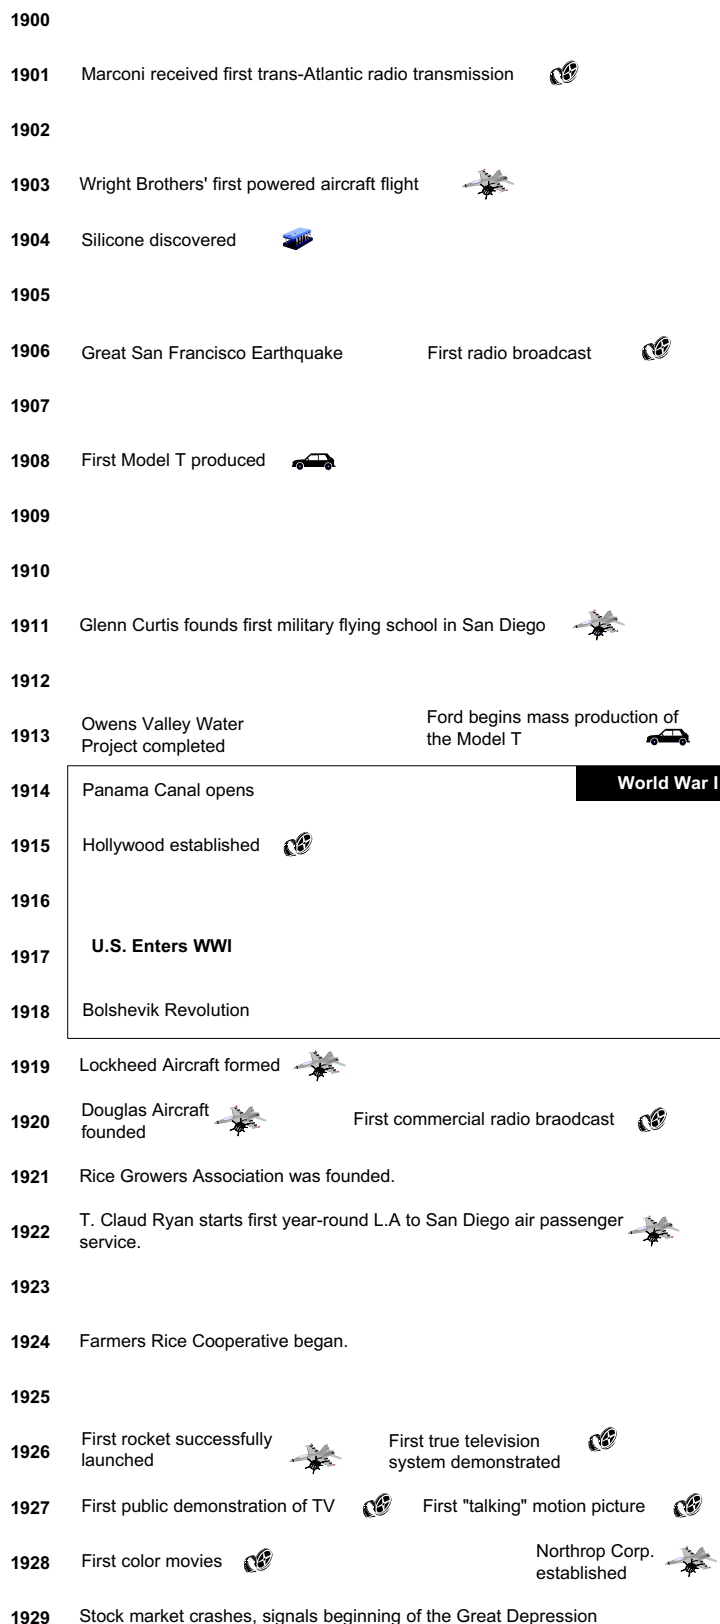 1900
1901 Marconi received first trans-Atlantic radio transmission
1902
1903 Wright Brothers' first powered aircraft flight
1904 Silicone discovered
1905
1906 Great San Francisco Earthquake First radio broadcast
1907
1908 First Model T produced
1909
1910
1911 Glenn Curtis founds first military flying school in San Diego
1912
1913 Owens Valley Water
Project completed
Ford begins mass production of
the Model T
World War I
1914 Panama Canal opens
1915 Hollywood established
1916
1917 U.S. Enters WWI
1918 Bolshevik Revolution
1919 Lockheed Aircraft formed
1920 Douglas Aircraft
founded
First commercial radio braodcast
1921 Rice Growers Association was founded.
1922 T. Claud Ryan starts first year-round L.A to San Diego air passenger
service.
1923
1924 Farmers Rice Cooperative began.
1925
1926 First rocket successfully
launched
First true television
system demonstrated
1927 First public demonstration of TV First "talking" motion picture
1928 First color movies
Northrop Corp.
established
1929 Stock market crashes, signals beginning of the Great Depression